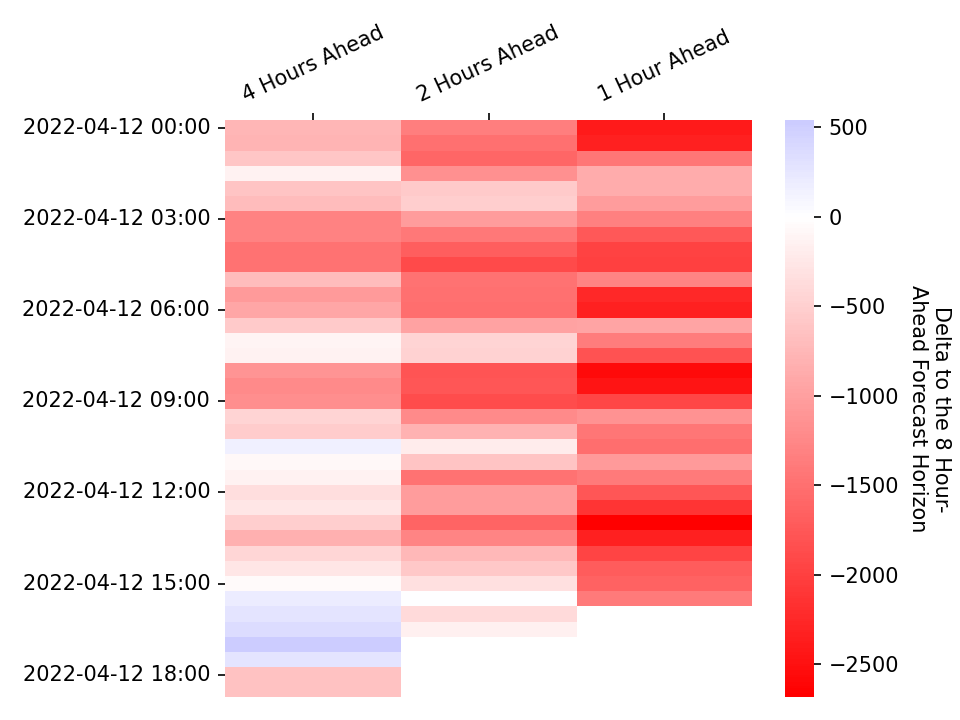 4 Hours Ahead
2 Hours Ahead
1 Hour Ahead
2022-04-12 00:00
2022-04-12 03:00
2022-04-12 06:00
2022-04-12 09:00
2022-04-12 12:00
2022-04-12 15:00
2022-04-12 18:00
500
0
−500
−1000
−1500
−2000
−2500
Delta to the 8 Hour-
Ahead Forecast Horizon